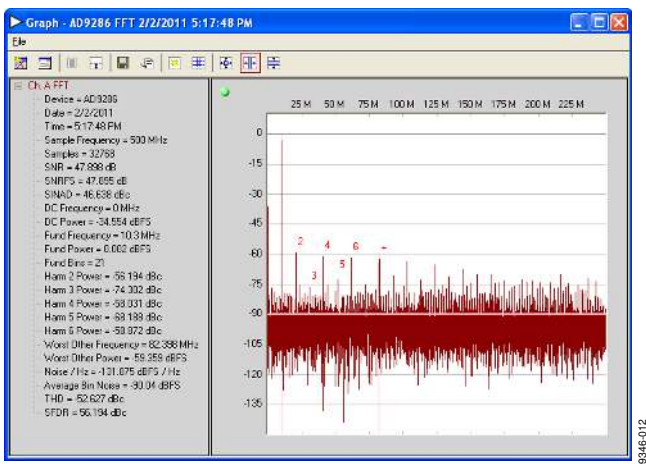 Graph - AD9286 FFT 2/2/2011 5:17:48 PM
File
Ch. A FFT
Device = AD9286
Date = 2/2/2011
Time = 5:17:48 PM
Sample Frequency = 500 MHz
Samples = 32768
SNR = 47.898 dB
SNRFS = 47.895 dB
SINAD = 46.638 dBc
DC Frequency = 0 MHz
DC Power = -34.554 dBFS
Fund Frequency = 10.3 MHz
Fund Power = 0.002 dBFS
Fund Bins = 21
Harm 2 Power = -56.194 dBc
Harm 3 Power = -74.302 dBc
Harm 4 Power = -58.031 dBc
Harm 5 Power = -68.188 dBc
Harm 6 Power = -58.872 dBc
Worst Other Frequency = 82.398 MHz
Worst Other Power = -59.359 dBFS
Noise / Hz = -131.875 dBFS / Hz
Average Bin Noise = -90.04 dBFS
THD = -52.627 dBc
SFDR = 56.194 dBc
25 M 50 M 75 M 100 M 125 M 150 M 175 M 200 M 225 M
0
-15
-30
-45
-60
-75
-90
-105
-120
-135
2
3
4
5
6
+
9346-012